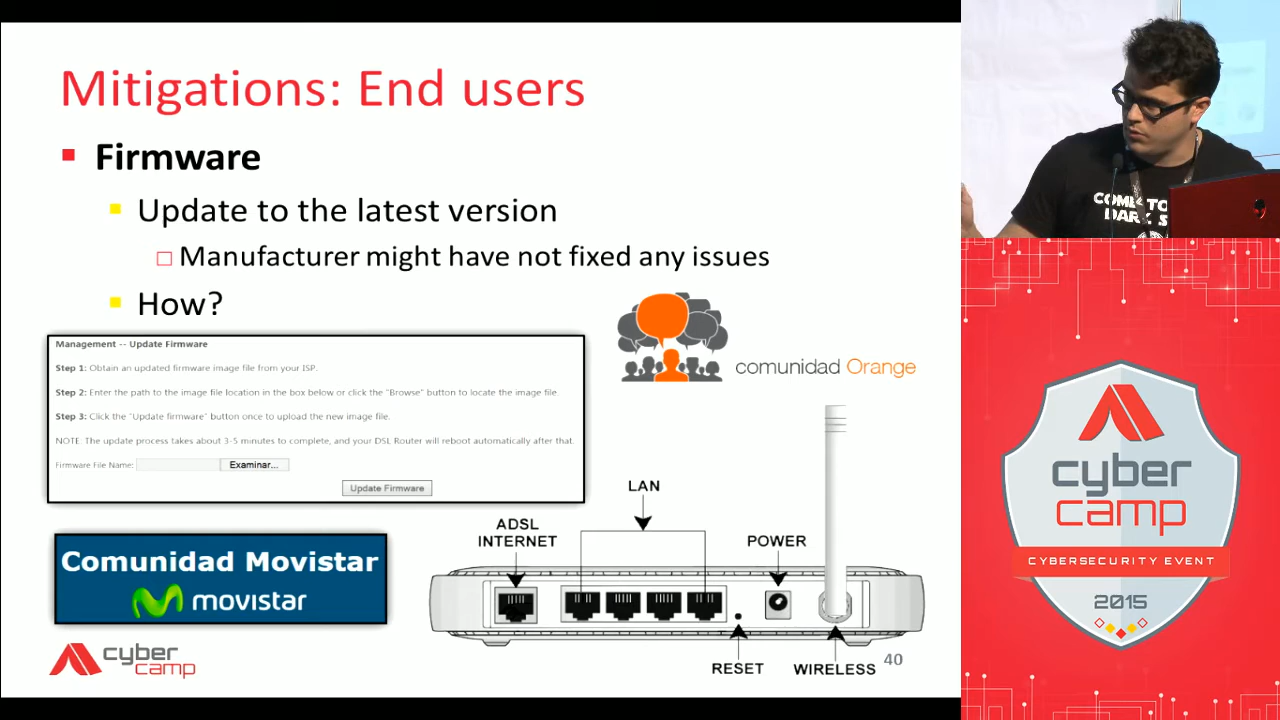 Mitigations: End users
Firmware
Update to the latest version
Manufacturer might have not fixed any issues
How?
Management -- Update Firmware
Step 1: Obtain an updated firmware image file from your ISP.
Step 2: Enter the path to the image file location in the box below or click the "Browse" button to locate the image file.
Step 3: Click the "Update firmware" button once to upload the new image file.
NOTE: The update process takes about 3-5 minutes to complete, and your DSL Router will reboot automatically after that.
Firmware File Name: Examinar...
Update Firmware
comunidad Orange
Comunidad Movistar
movistar
LAN
ADSL
INTERNET
POWER
RESET
WIRELESS
cyber
camp
40
COME TO
DARK S
cyber
camp
CYBERSECURITY EVENT
2015